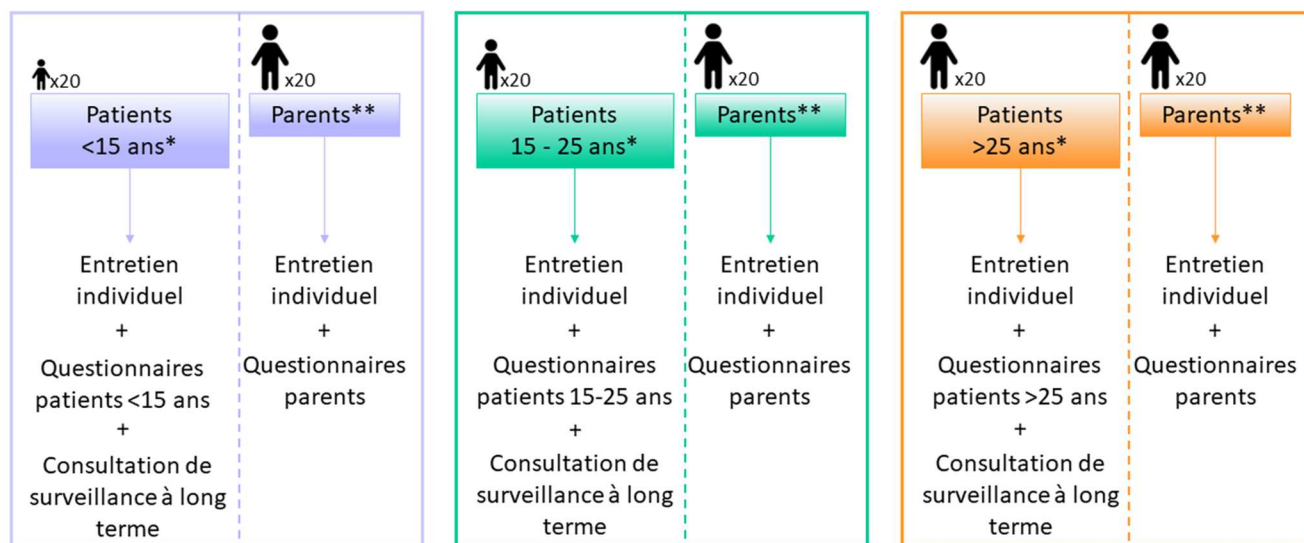 x20
Patients
<15 ans*
Entretien
individuel
+
Questionnaires
patients <15 ans
+
Consultation de
surveillance à long
terme
x20
Parents**
Entretien
individuel
+
Questionnaires
parents
x20
Patients
15 - 25 ans*
Entretien
individuel
+
Questionnaires
patients 15-25 ans
+
Consultation de
surveillance à long
terme
x20
Parents**
Entretien
individuel
+
Questionnaires
parents
x20
Patients
>25 ans*
Entretien
individuel
+
Questionnaires
patients >25 ans
+
Consultation de
surveillance à long
terme
x20
Parents**
Entretien
individuel
+
Questionnaires
parents